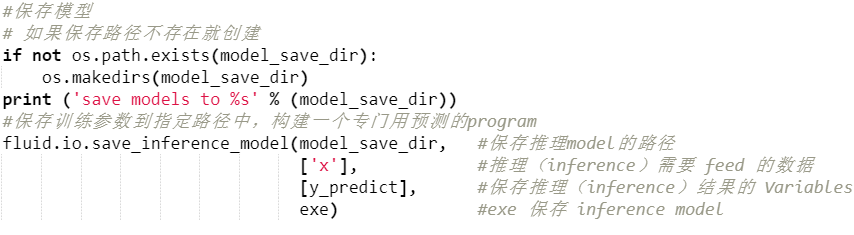 #保存模型
# 如果保存路径不存在就创建
if not os.path.exists(model_save_dir):
    os.makedirs(model_save_dir)
print ('save models to %s' % (model_save_dir))
#保存训练参数到指定路径中，构建一个专门用预测的program
fluid.io.save_inference_model(model_save_dir,   #保存推理model的路径
                              ['x'],            #推理（inference）需要 feed 的数据
                              [y_predict],      #保存推理（inference）结果的 Variables
                              exe)              #exe 保存 inference model